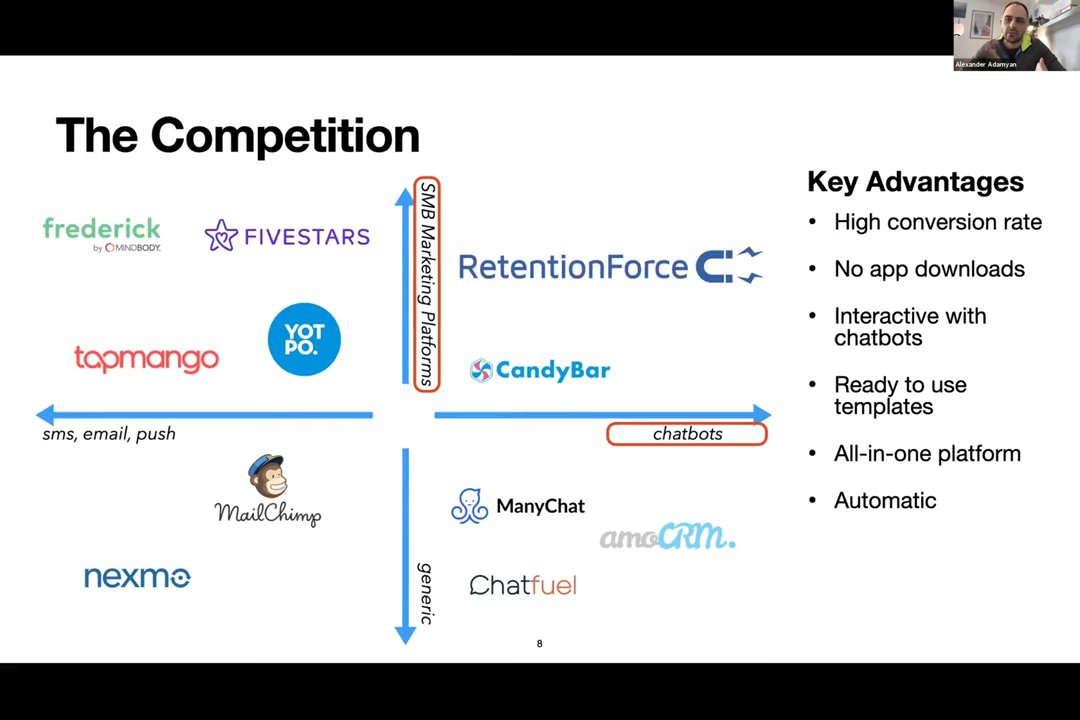 Alexander Adamyan
The Competition
frederick
by MINDBODY.
FIVESTARS
SMB Marketing Platforms
RetentionForce
YOT
PO.
tapmango
CandyBar
sms, email, push
chatbots
MailChimp
ManyChat
amoCRM.
nexmo
Chatfuel
generic
8
Key Advantages
• High conversion rate
• No app downloads
• Interactive with
chatbots
• Ready to use
templates
• All-in-one platform
• Automatic